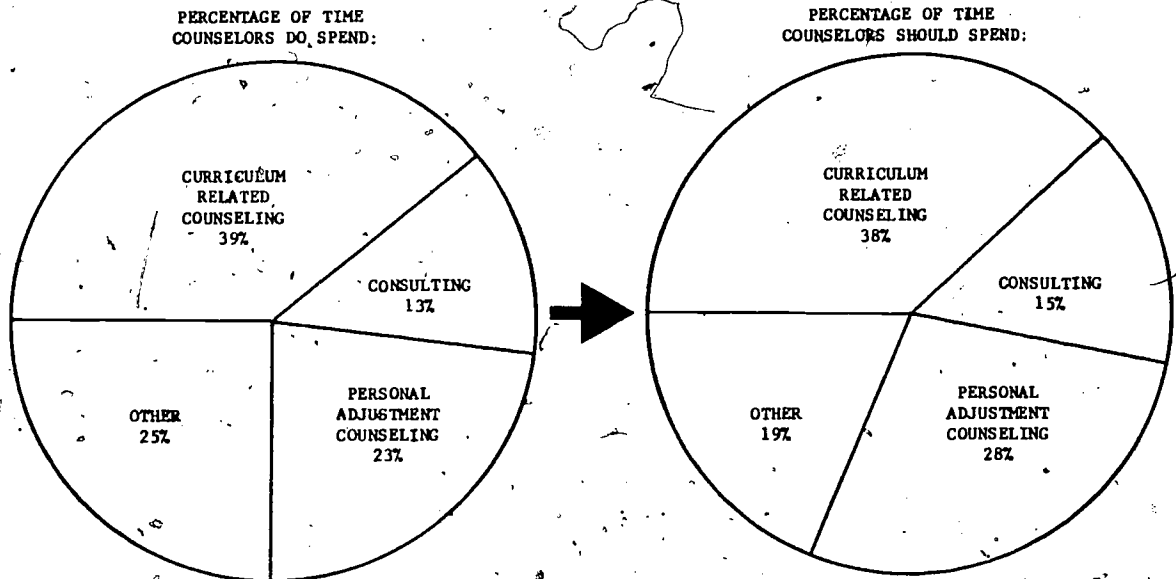 PERCENTAGE OF TIME
COUNSELORS DO SPEND:
CURRICULUM
RELATED
COUNSELING
39%
CONSULTING
13%
PERSONAL
ADJUSTMENT
COUNSELING
23%
OTHER
25%
PERCENTAGE OF TIME
COUNSELORS SHOULD SPEND:
CURRICULUM
RELATED
COUNSELING
38%
CONSULTING
15%
PERSONAL
ADJUSTMENT
COUNSELING
28%
OTHER
19%